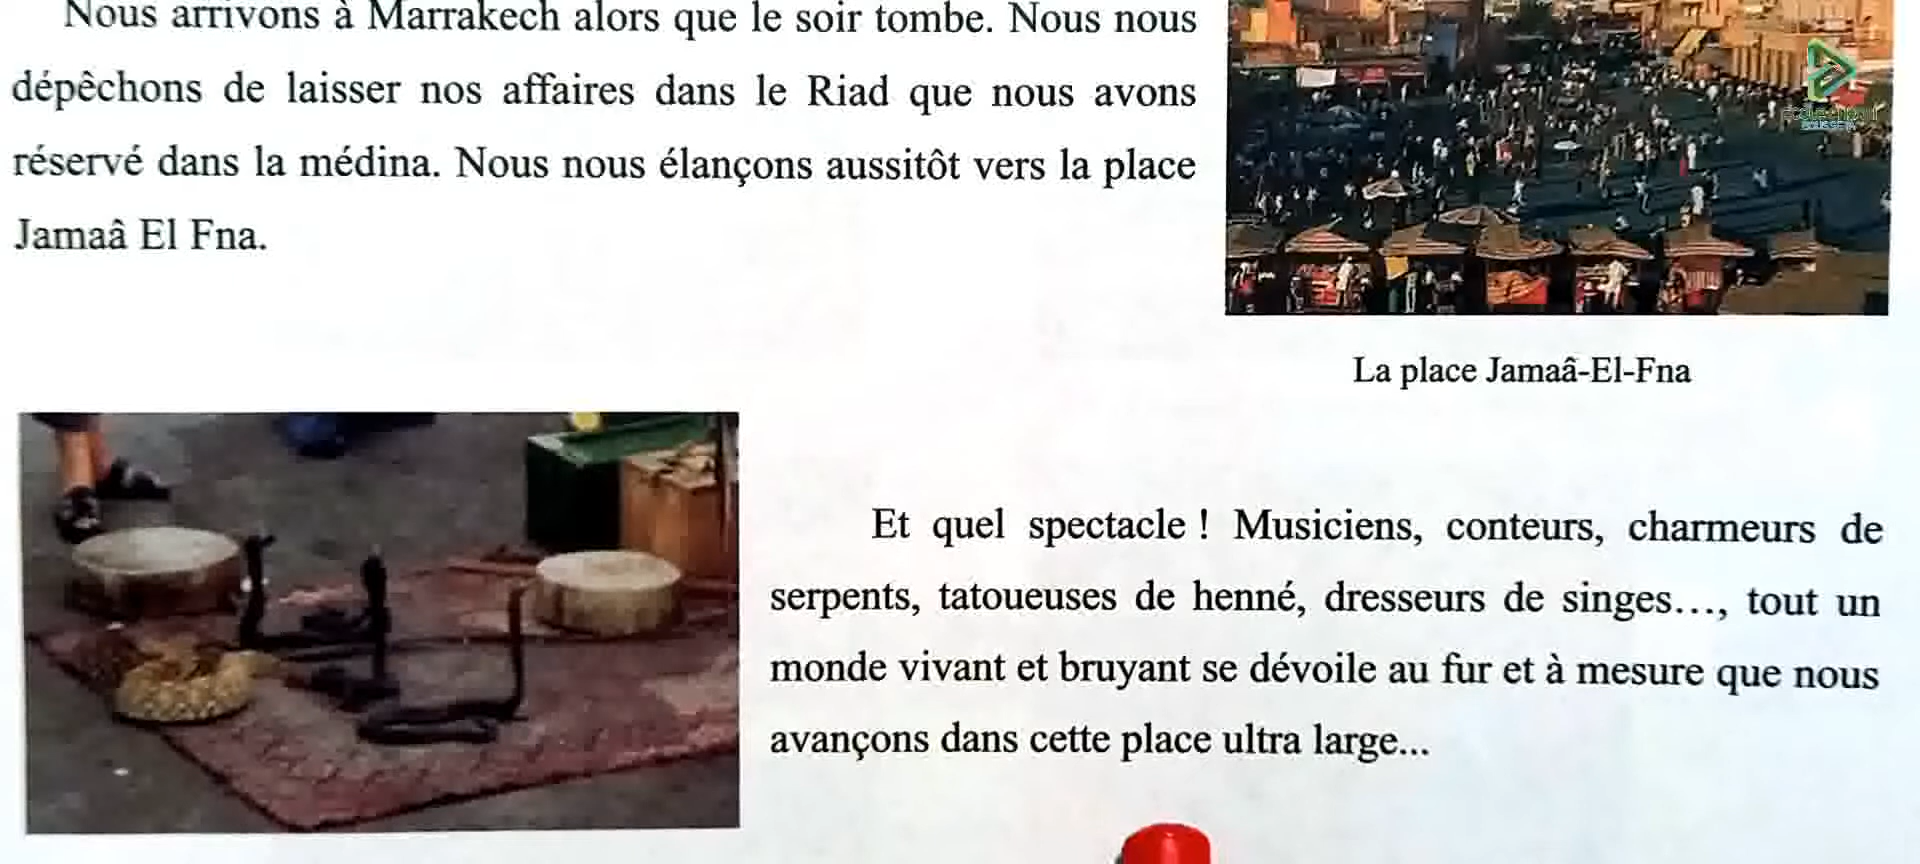 Nous arrivons à Marrakech alors que le soir tombe. Nous nous
dépêchons de laisser nos affaires dans le Riad que nous avons
réservé dans la médina. Nous nous élançons aussitôt vers la place
Jamaâ El Fna.
La place Jamaâ-El-Fna
Et quel spectacle ! Musiciens, conteurs, charmeurs de
serpents, tatoueuses de henné, dresseurs de singes…, tout un
monde vivant et bruyant se dévoile au fur et à mesure que nous
avançons dans cette place ultra large...